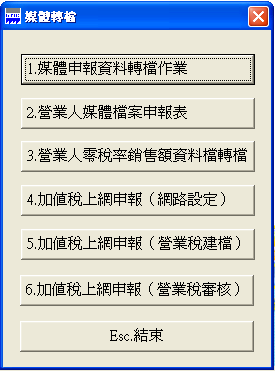 媒體轉檔
1.媒體申報資料轉檔作業
2.營業人媒體檔案申報表
3.營業人零稅率銷售額資料檔轉檔
4.加值稅上網申報（網路設定）
5.加值稅上網申報（營業稅建檔）
6.加值稅上網申報（營業稅審核）
Esc.結束